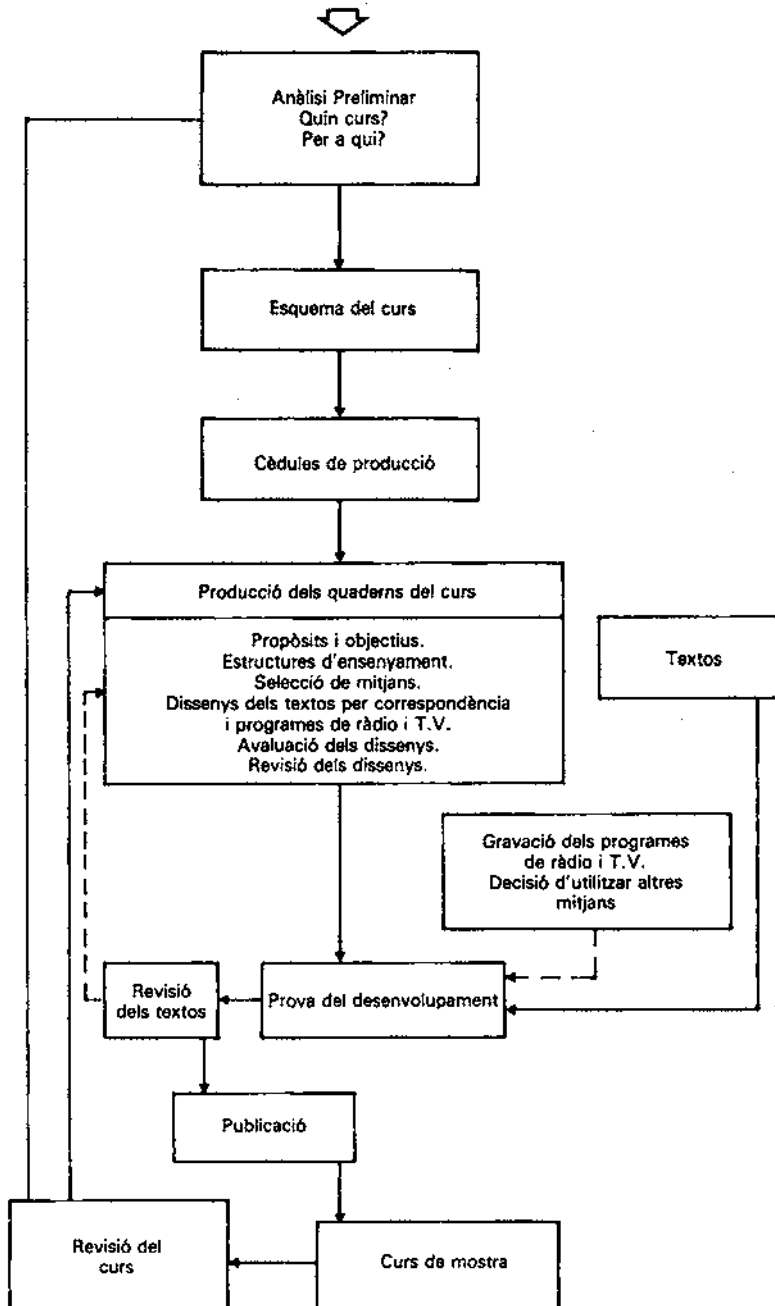 Anàlisi Preliminar
Quin curs?
Per a qui?
Esquema del curs
Cèdules de producció
Producció dels quaderns del curs
Propòsits i objectius.
Estructures d'ensenyament.
Selecció de mitjans.
Dissenys dels textos per correspondència
i programes de ràdio i T.V.
Avaluació dels dissenys.
Revisió dels dissenys.
Textos
Gravació dels programes
de ràdio i T.V.
Decisió d'utilitzar altres
mitjans
Revisió
dels textos
Prova del desenvolupament
Publicació
Revisió del
curs
Curs de mostra